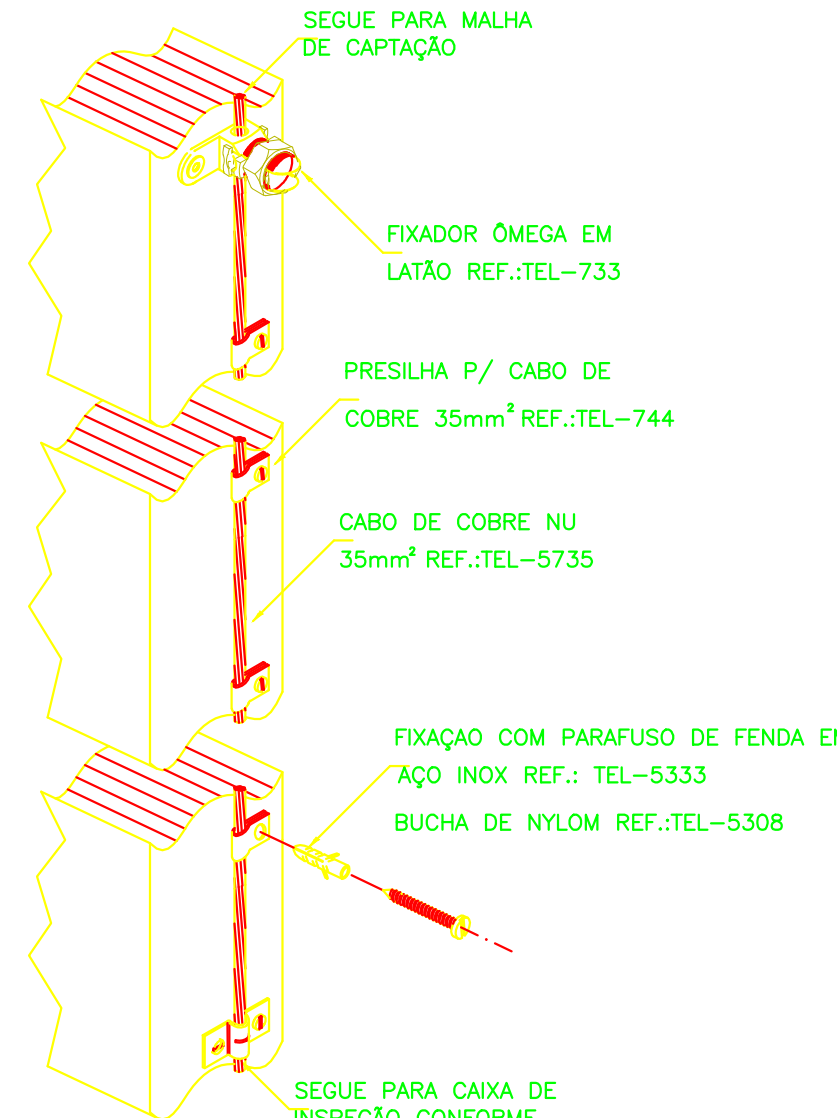 SEGUE PARA MALHA
DE CAPTAÇÃO
FIXADOR ÔMEGA EM
LATÃO REF.:TEL-733
PRESILHA P/ CABO DE
COBRE 35mm² REF.:TEL-744
CABO DE COBRE NU
35mm² REF.:TEL-5735
FIXAÇAO COM PARAFUSO DE FENDA
AÇO INOX REF.: TEL-5333
BUCHA DE NYLOM REF.:TEL-5308
SEGUE PARA CAIXA DE
INSPEÇÃO CONFORME